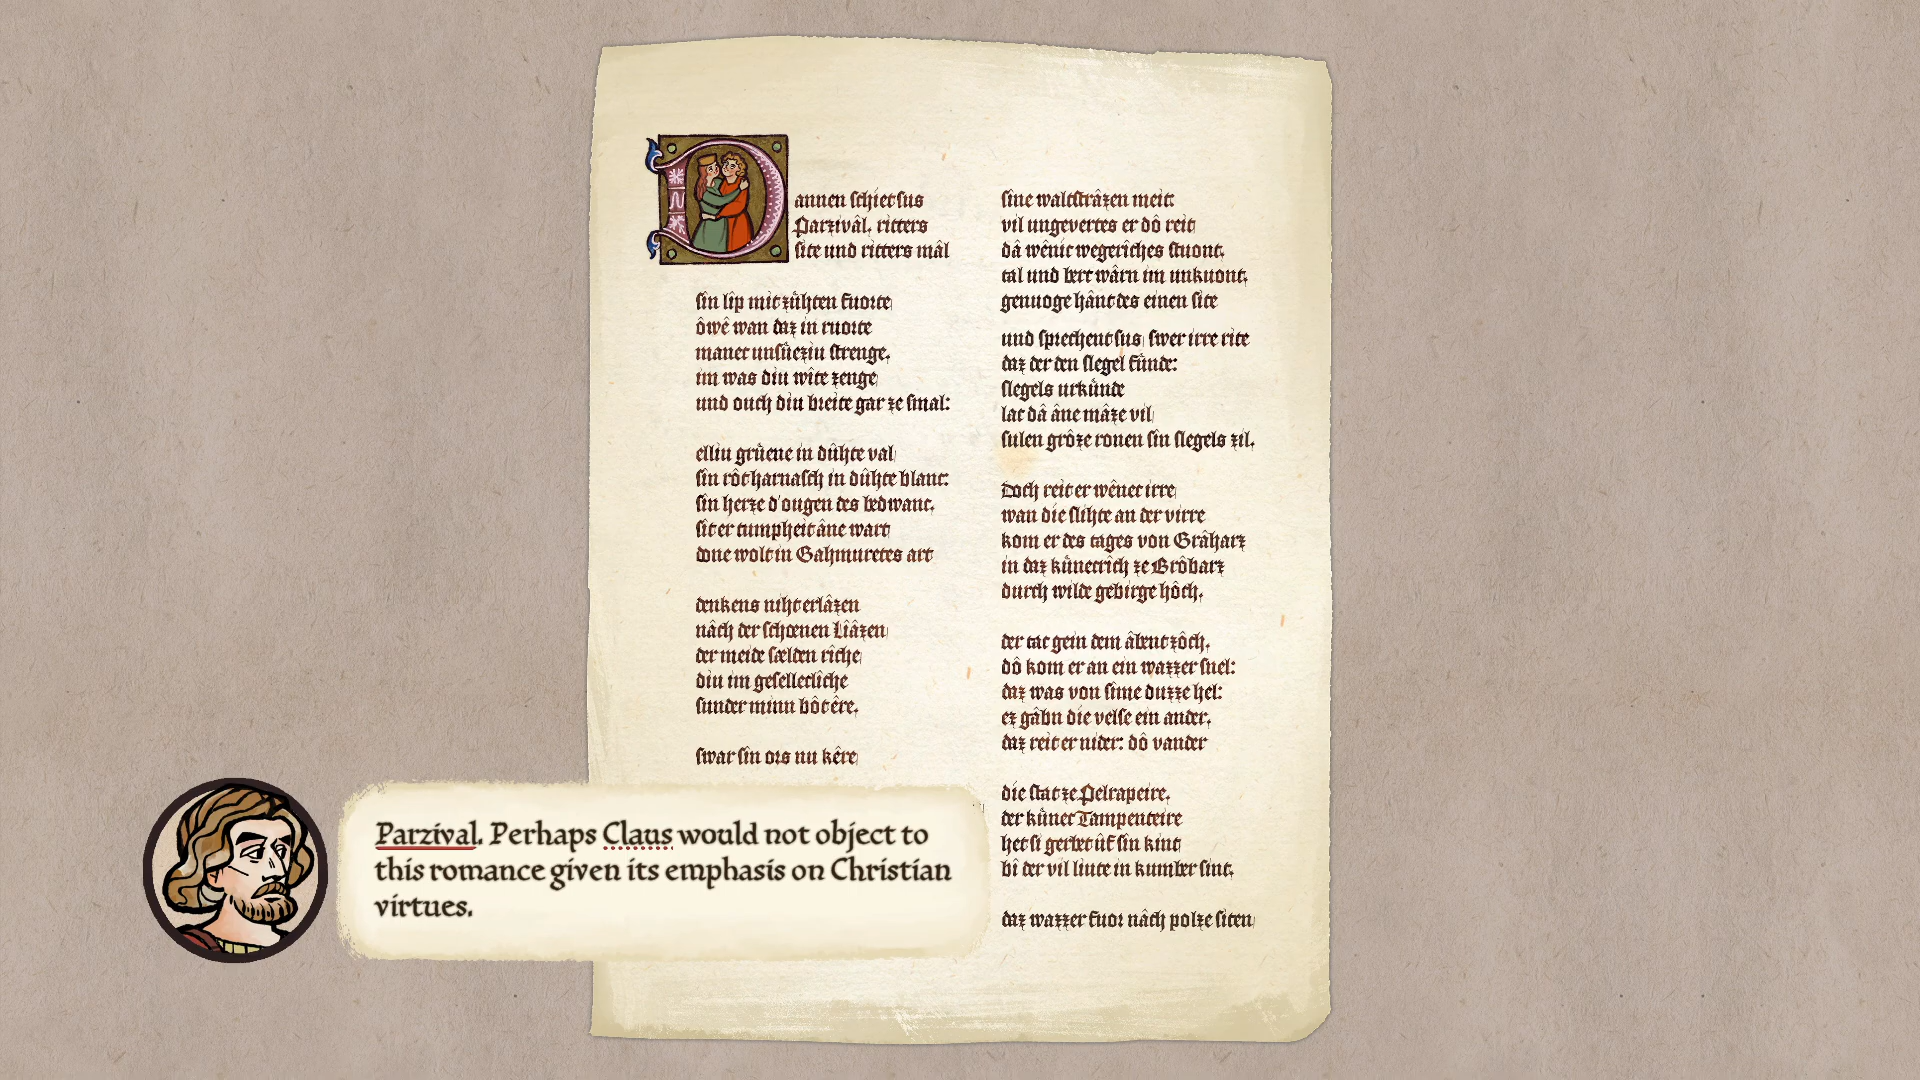 Dannen schiet sus
Parzivâl. ritters
site und ritters mâl
sîn lîp mit zühten fuorte
ôwê wan daz in ruorte
manec unsüeziu strenge.
im was diu wîte zenge
und ouch diu breite gar ze smal:
elliu grüene in dûhte val
sîn rôt harnasch in dûhte blanc:
sîn herze d'ougen des bedwanc.
sît er tumpheit âne wart
done wolt in Gahmuretes art
denkens niht erlâzen
nâch der schœnen Lîâzen
der meide sælden rîche
diu im geselleclîche
sunder minn bôt êre.
swar sîn ors nu kêre
sîne waltstrâzen meit:
vil ungevertes er dô reit
dâ wênic wegerîches stuont.
tal und berc wârn im unkuont.
genuoge hânt des einen site
und sprechent sus swer irre rite
daz der den slegel fünde:
slegels urkünde
lac dâ âne mâze vil
sulen grôze ronen sîn slegels zil.
Doch reit er wênec irre
wan die slihte an der virre
kom er des tages von Grâharz
in daz künecrîch ze Brôbarz
durch wilde gebirge hôch.
der tac gein dem âbent zôch.
dô kom er an ein wazzer snel:
daz was von sîme duzze hel:
ez gâbn die velse ein ander.
daz reit er nider: dô vander
die stat ze Pelrapeire.
der künec Tampenteire
het si gerbet ûf sîn kint
bî der vil liute in kumber sint.
daz wazzer fuor nâch polze siten
Parzival. Perhaps Claus would not object to
this romance given its emphasis on Christian
virtues.